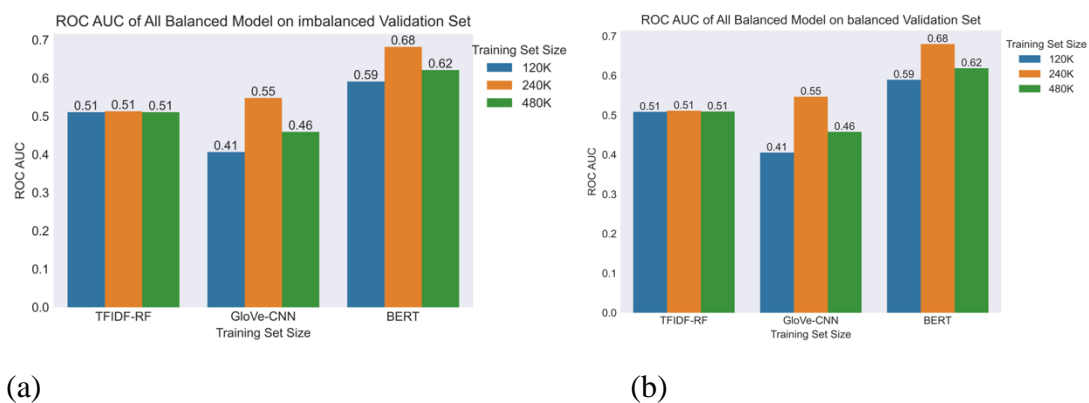 ROC AUC of All Balanced Model on imbalanced Validation Set
0.7
0.6
0.5
0.4
0.3
0.2
0.1
0.0
ROC AUC
0.51 0.51 0.51
0.41
0.55
0.46
0.59
0.68
0.62
TFIDF-RF GloVe-CNN BERT
Training Set Size
Training Set Size
120K
240K
480K
(a)
ROC AUC of All Balanced Model on balanced Validation Set
0.7
0.6
0.5
0.4
0.3
0.2
0.1
0.0
ROC AUC
0.51 0.51 0.51
0.41
0.55
0.46
0.59
0.68
0.62
TFIDF-RF GloVe-CNN BERT
Training Set Size
Training Set Size
120K
240K
480K
(b)